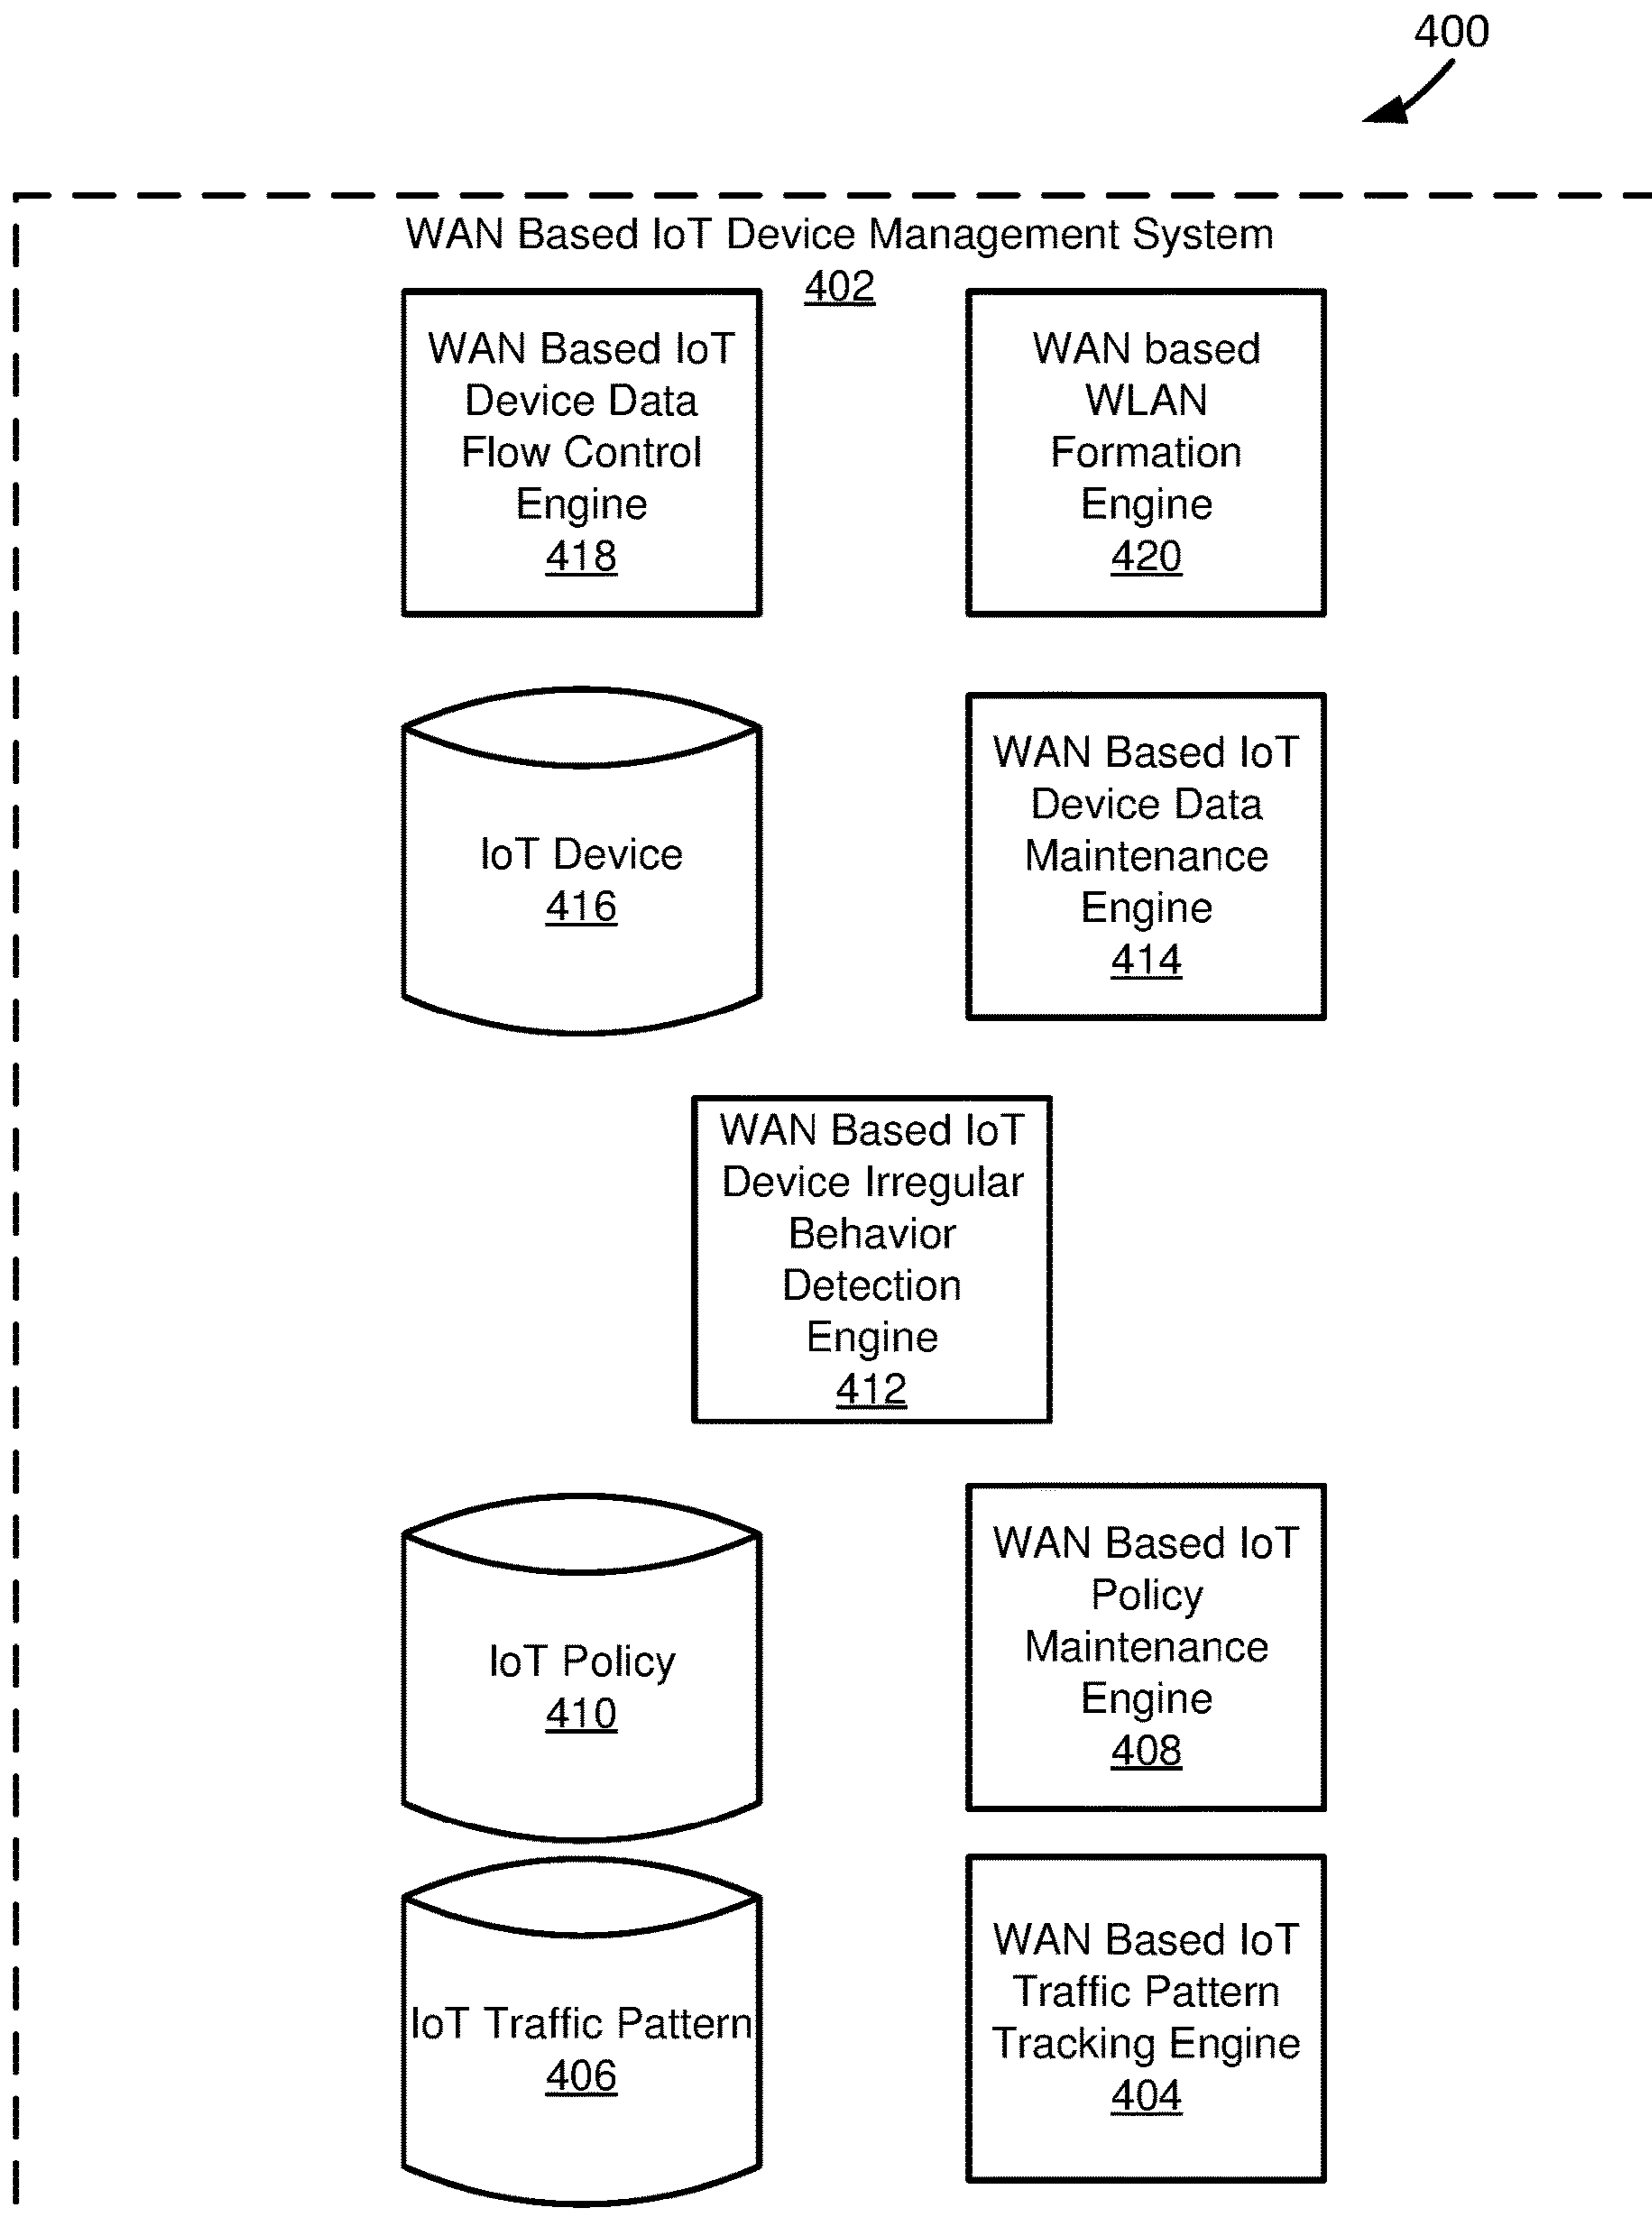 400
WAN Based IoT Device Management System
402
WAN Based IoT
Device Data
Flow Control
Engine
418
WAN based
WLAN
Formation
Engine
420
IoT Device
416
WAN Based IoT
Device Data
Maintenance
Engine
414
WAN Based IoT
Device Irregular
Behavior
Detection
Engine
412
IoT Policy
410
WAN Based IoT
Policy
Maintenance
Engine
408
IoT Traffic Pattern
406
WAN Based IoT
Traffic Pattern
Tracking Engine
404